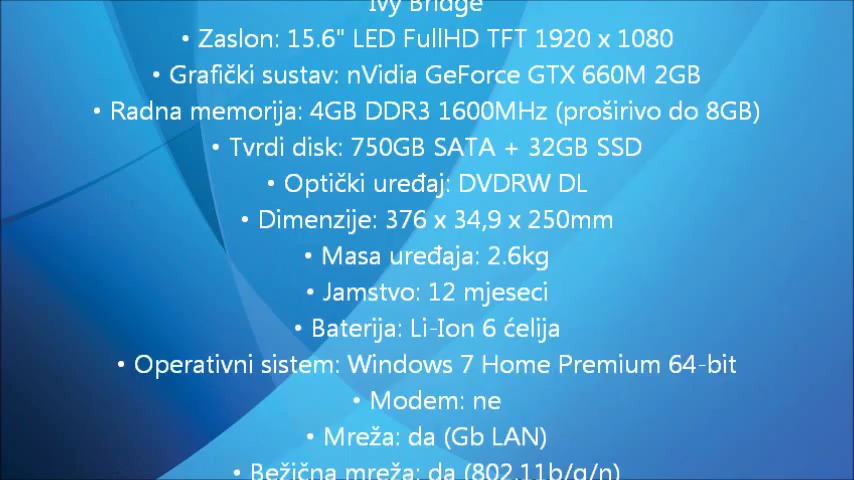 Ivy Bridge
• Zaslon: 15.6" LED FullHD TFT 1920 x 1080
• Grafički sustav: nVidia GeForce GTX 660M 2GB
• Radna memorija: 4GB DDR3 1600MHz (proširivo do 8GB)
• Tvrdi disk: 750GB SATA + 32GB SSD
• Optički uređaj: DVDRW DL
• Dimenzije: 376 x 34,9 x 250mm
• Masa uređaja: 2.6kg
• Jamstvo: 12 mjeseci
• Baterija: Li-Ion 6 ćelija
• Operativni sistem: Windows 7 Home Premium 64-bit
• Modem: ne
• Mreža: da (Gb LAN)
• Bežična mreža: da (802.11b/g/n)